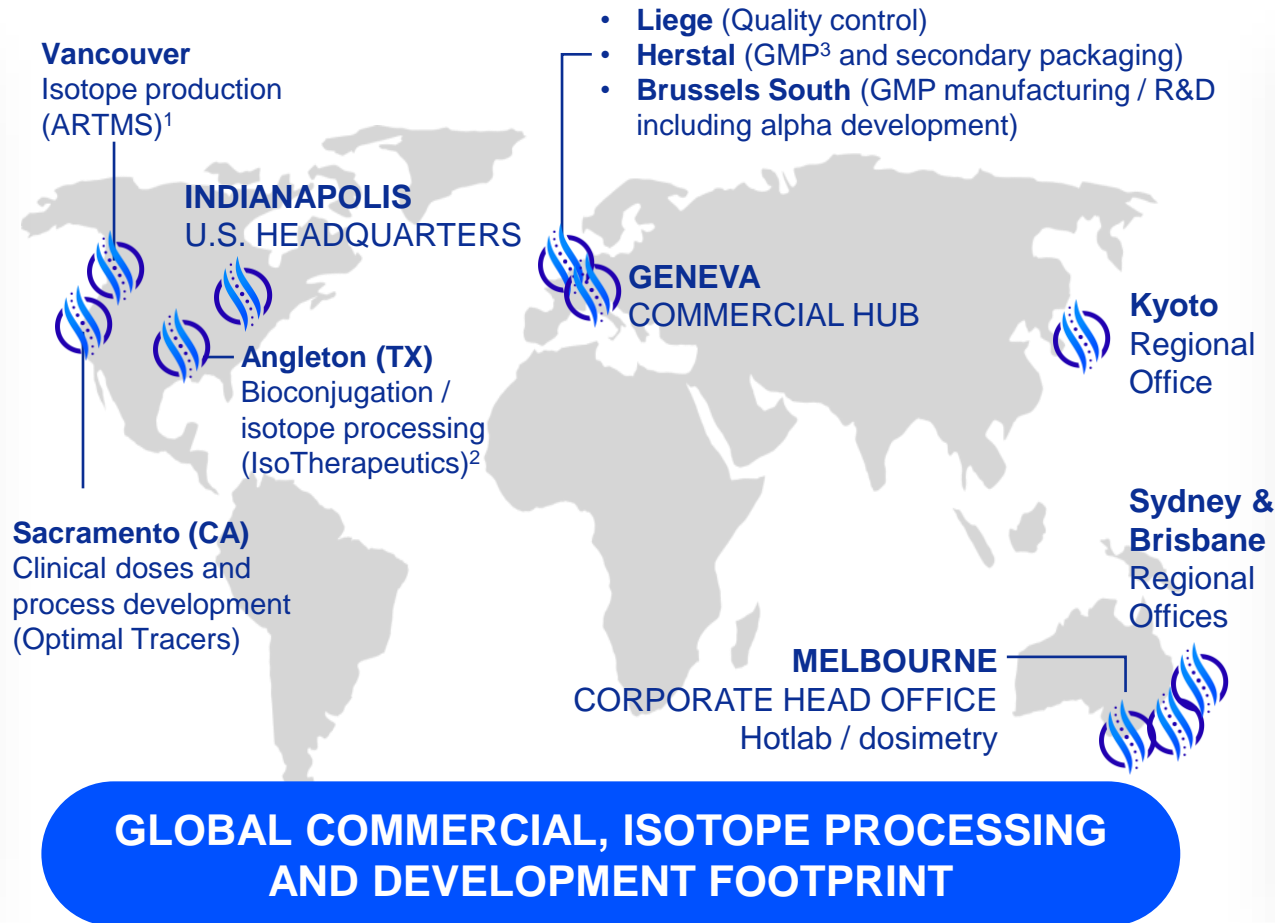 Vancouver
Isotope production
(ARTMS)1
• Liege (Quality control)
• Herstal (GMP3 and secondary packaging)
• Brussels South (GMP manufacturing / R&D
including alpha development)
INDIANAPOLIS
U.S. HEADQUARTERS
GENEVA
COMMERCIAL HUB
Kyoto
Regional
Office
Angleton (TX)
Bioconjugation /
isotope processing
(IsoTherapeutics)2
Sacramento (CA)
Clinical doses and
process development
(Optimal Tracers)
Sydney &
Brisbane
Regional
Offices
MELBOURNE
CORPORATE HEAD OFFICE
Hotlab / dosimetry
GLOBAL COMMERCIAL, ISOTOPE PROCESSING
AND DEVELOPMENT FOOTPRINT